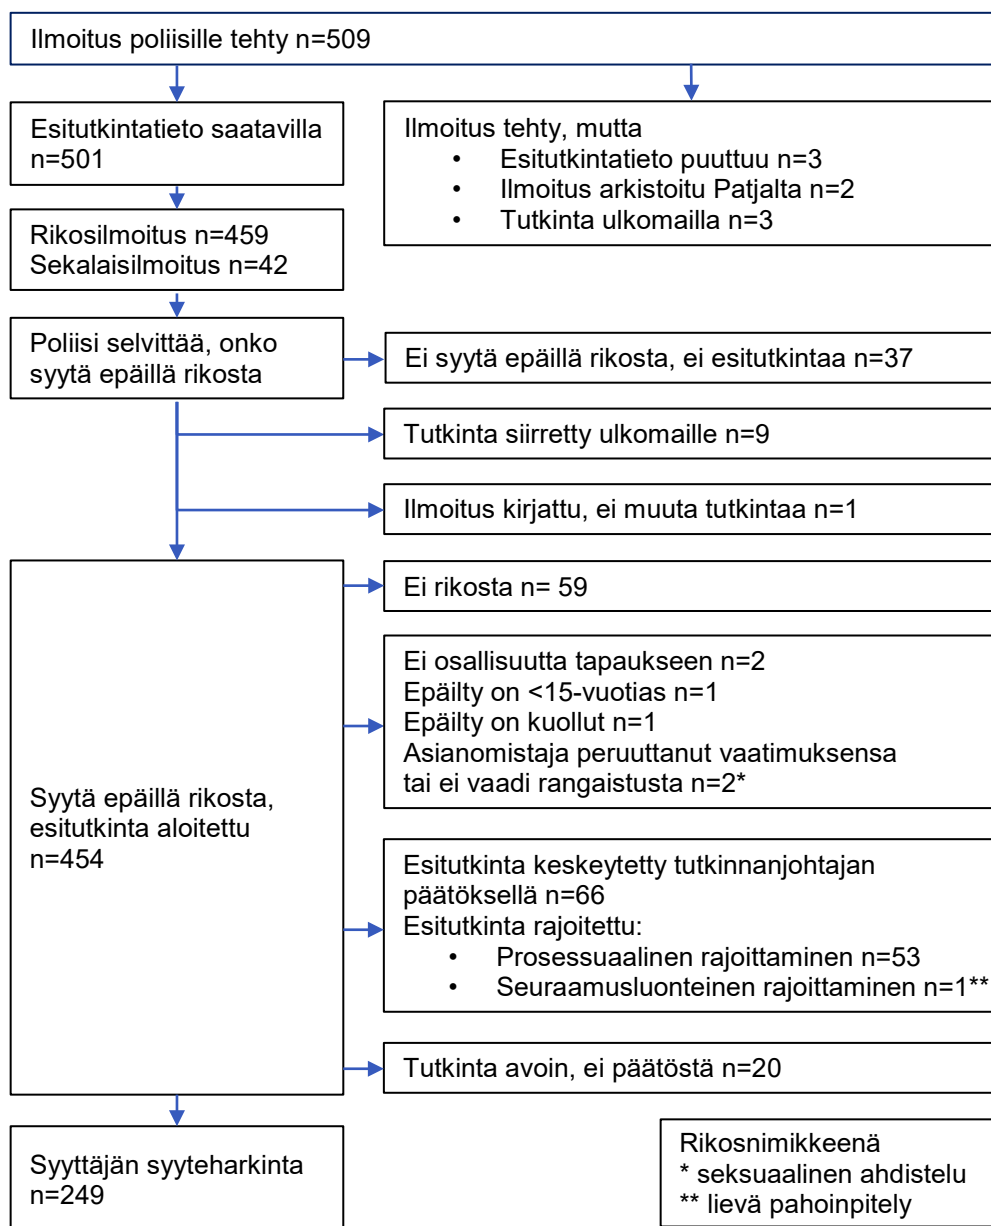 Ilmoitus poliisille tehty n=509
Esitutkintatieto saatavilla
n=501
Ilmoitus tehty, mutta
• Esitutkintatieto puuttuu n=3
• Ilmoitus arkistoitu Patjalta n=2
• Tutkinta ulkomailla n=3
Rikosilmoitus n=459
Sekalaisilmoitus n=42
Poliisi selvittää, onko
syytä epäillä rikosta
Ei syytä epäillä rikosta, ei esitutkintaa n=37
Tutkinta siirretty ulkomaille n=9
Ilmoitus kirjattu, ei muuta tutkintaa n=1
Syytä epäillä rikosta,
esitutkinta aloitettu
n=454
Ei rikosta n= 59
Ei osallisuutta tapaukseen n=2
Epäilty on <15-vuotias n=1
Epäilty on kuollut n=1
Asianomistaja peruuttanut vaatimuksensa
tai ei vaadi rangaistusta n=2*
Esitutkinta keskeytetty tutkinnanjohtajan
päätöksellä n=66
Esitutkinta rajoitettu:
• Prosessuaalinen rajoittaminen n=53
• Seuraamusluonteinen rajoittaminen n=1**
Tutkinta avoin, ei päätöstä n=20
Syyttäjän syyteharkinta
n=249
Rikosnimikkeenä
* seksuaalinen ahdistelu
** lievä pahoinpitely